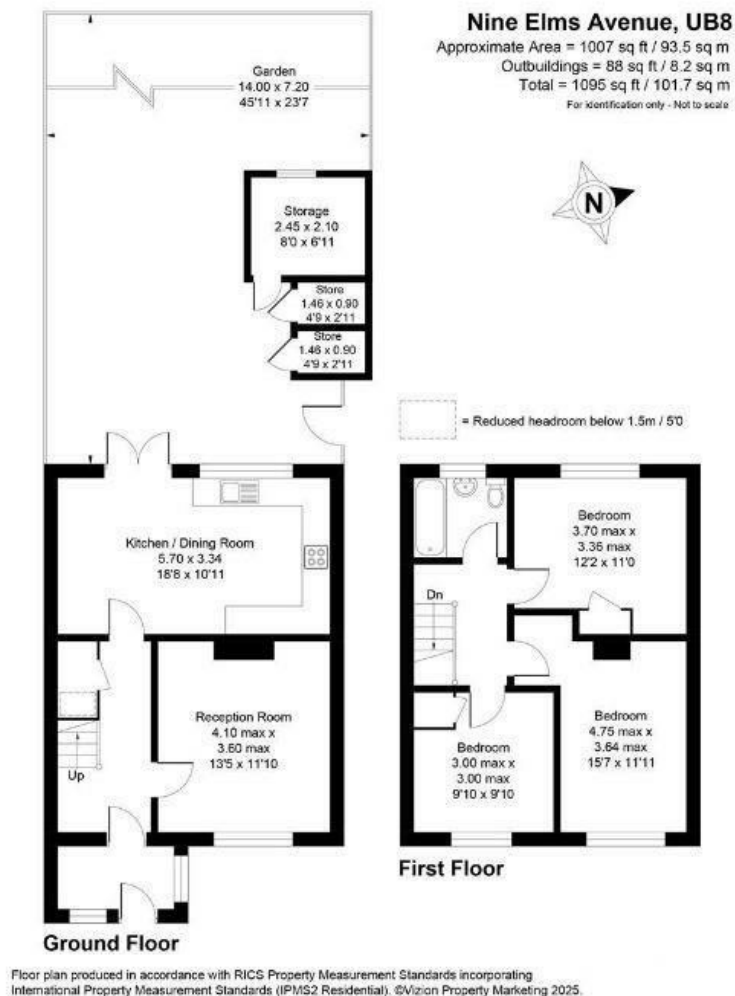 Nine Elms Avenue, UB8
Approximate Area = 1007 sq ft / 93.5 sq m
Outbuildings = 88 sq ft / 8.2 sq m
Total = 1095 sq ft / 101.7 sq m
For identification only - Not to scale
Garden
14.00 x 7.20
45'11 x 23'7
N
Storage
2.45 x 2.10
8'0 x 6'11
Store
1.46 x 0.90
4'9 x 2'11
Store
1.46 x 0.90
4'9 x 2'11
= Reduced headroom below 1.5m / 5'0
Kitchen / Dining Room
5.70 x 3.34
18'8 x 10'11
Reception Room
4.10 max x
3.60 max
13'5 x 11'10
Up
Ground Floor
Bedroom
3.70 max x
3.36 max
12'2 x 11'0
Dn
Bedroom
4.75 max x
3.64 max
15'7 x 11'11
Bedroom
3.00 max x
3.00 max
9'10 x 9'10
First Floor
Floor plan produced in accordance with RICS Property Measurement Standards incorporating
International Property Measurement Standards (IPMS2 Residential). ©Vizion Property Marketing 2025.